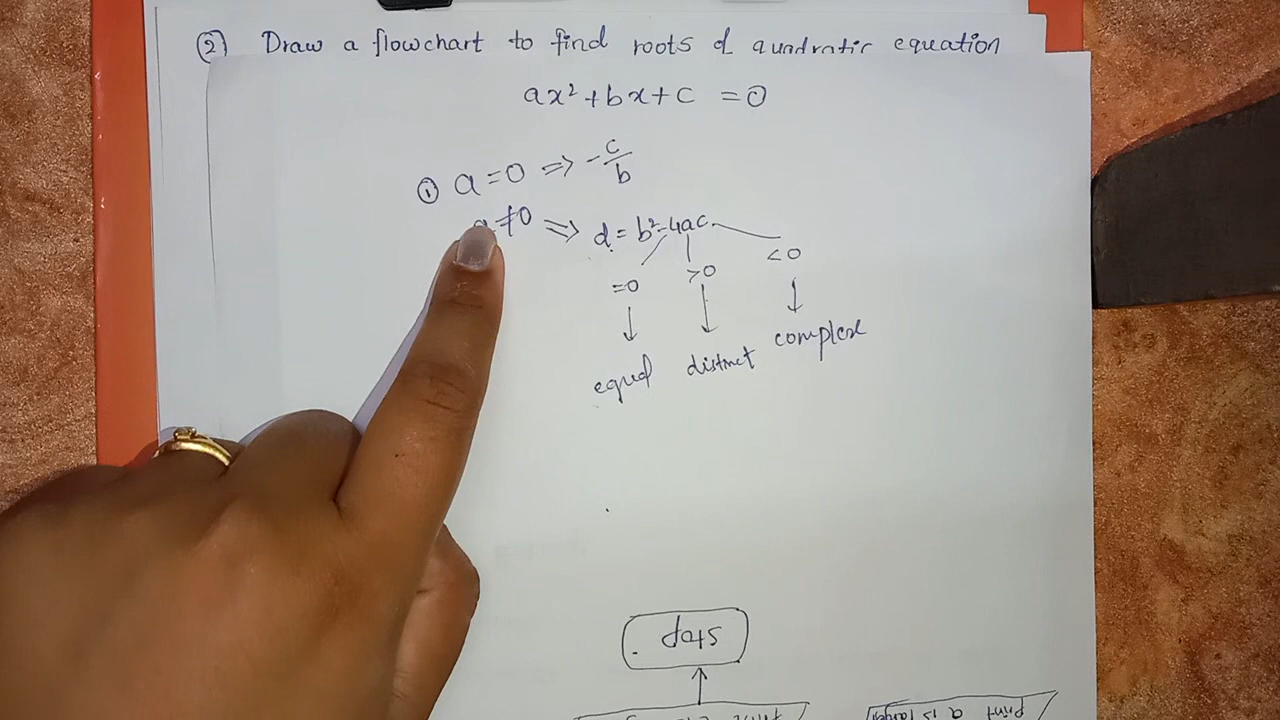 ② Draw a flowchart to find roots of quadratic equation
ax² + bx + c = 0
① a = 0 ⇒ -c/b
a ≠ 0 ⇒ d = b² - 4ac
=0 >0 <0
equal distinct complex
stop
print a is larger